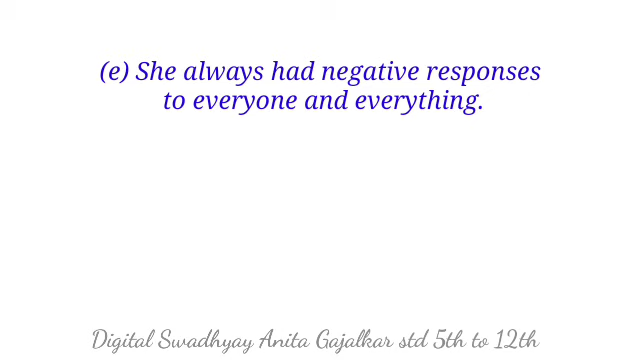 (e) She always had negative responses
to everyone and everything.
Digital Swadhyay Anita Gajalkar std 5th to 12th